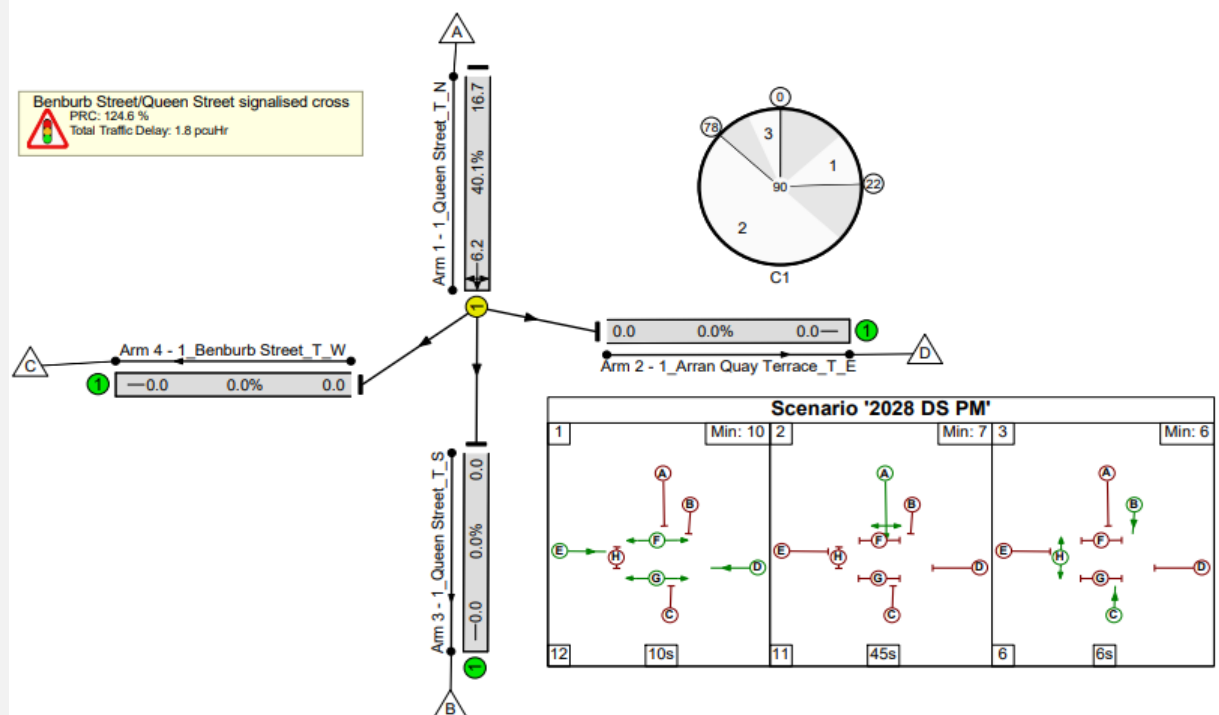 A
Benburb Street/Queen Street signalised cross
PRC: 124.6 %
Total Traffic Delay: 1.8 pcuHr
Arm 1 - 1_Queen Street_T_N
16.7
40.1%
6.2
0
78
3
1
90
22
2
C1
1
Arm 4 - 1_Benburb Street_T_W
C
1
0.0 0.0% 0.0
0.0 0.0% 0.0
1
Arm 2 - 1_Arran Quay Terrace_T_E
D
Arm 3 - 1_Queen Street_T_S
0.0
0.0%
0.0
1
B
Scenario '2028 DS PM'
1 Min: 10 2 Min: 7 3 Min: 6
A A A
B B B
E F H G D C
E F H G D C
E F H G D C
12 10s 11 45s 6 6s